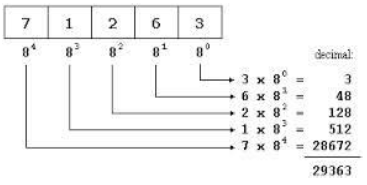 7 1 2 6 3
8⁴ 8³ 8² 8¹ 8⁰
decimal:
3 x 8⁰ = 3
6 x 8¹ = 48
2 x 8² = 128
1 x 8³ = 512
7 x 8⁴ = 28672
29363